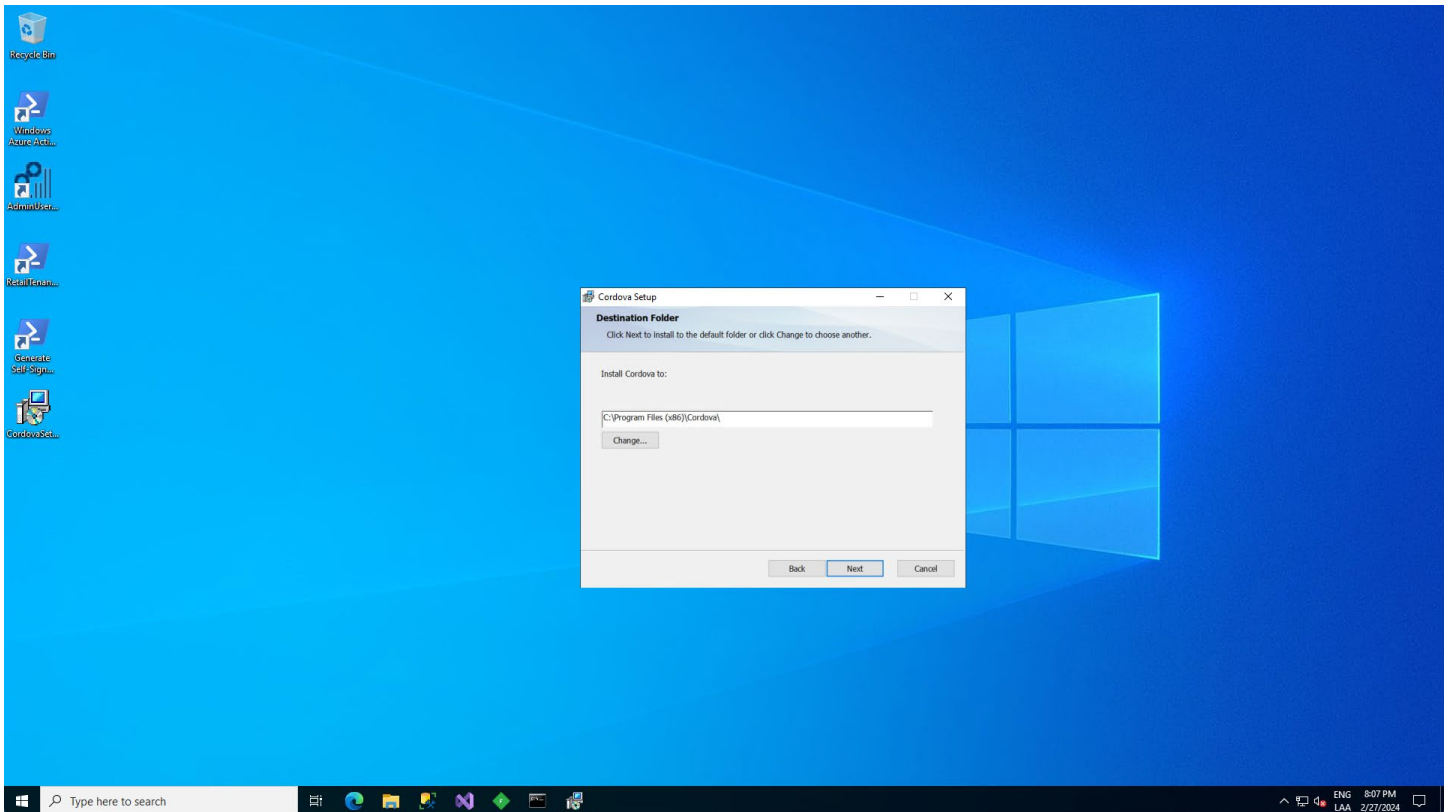 Recycle Bin
Windows
Azure Acti...
AdminUser...
RetailTenan...
Generate
Self-Sign...
CordovaSet...
Cordova Setup
Destination Folder
Click Next to install to the default folder or click Change to choose another.
Install Cordova to:
C:\Program Files (x86)\Cordova\
Change...
Back
Next
Cancel
Type here to search
ENG
LAA
8:07 PM
2/27/2024